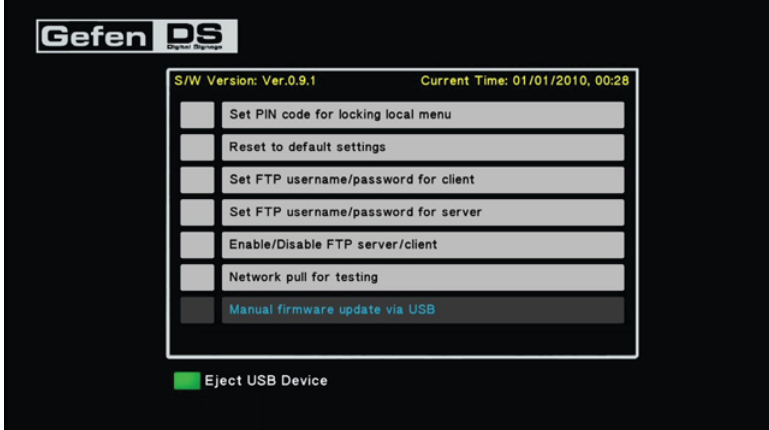 Gefen DS
Digital Signage
S/W Version: Ver.0.9.1 Current Time: 01/01/2010, 00:28
Set PIN code for locking local menu
Reset to default settings
Set FTP username/password for client
Set FTP username/password for server
Enable/Disable FTP server/client
Network pull for testing
Manual firmware update via USB
Eject USB Device